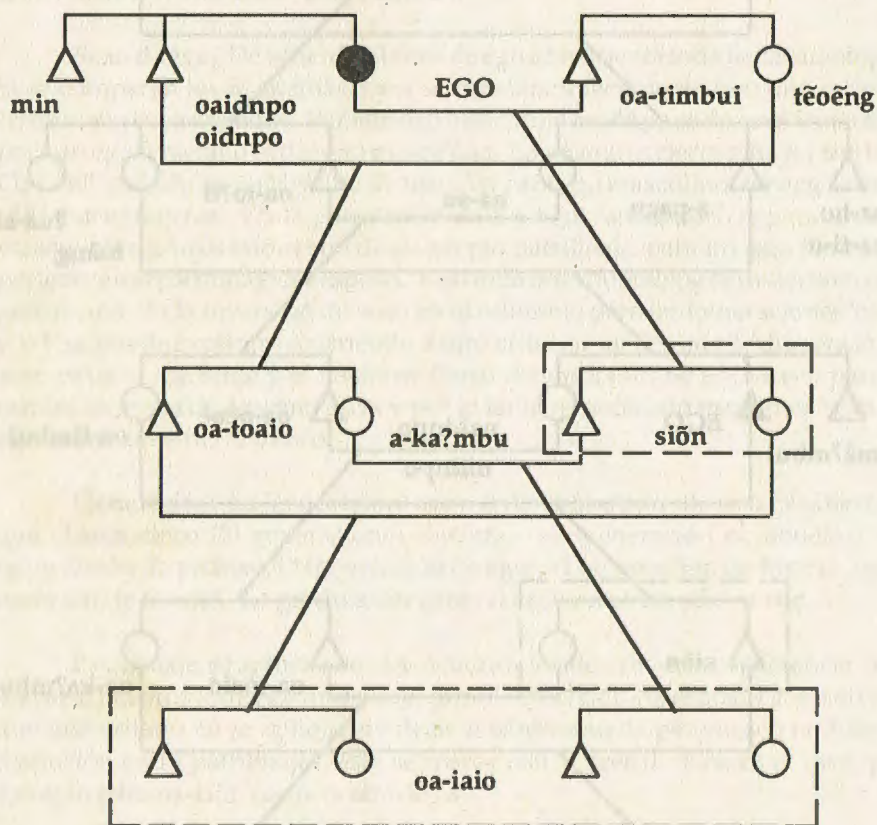 EGO
min oaidnpo oa-timbui tẽoẽng
oidnpo
oa-toaio a-ka?mbu siõn
oa-iaio